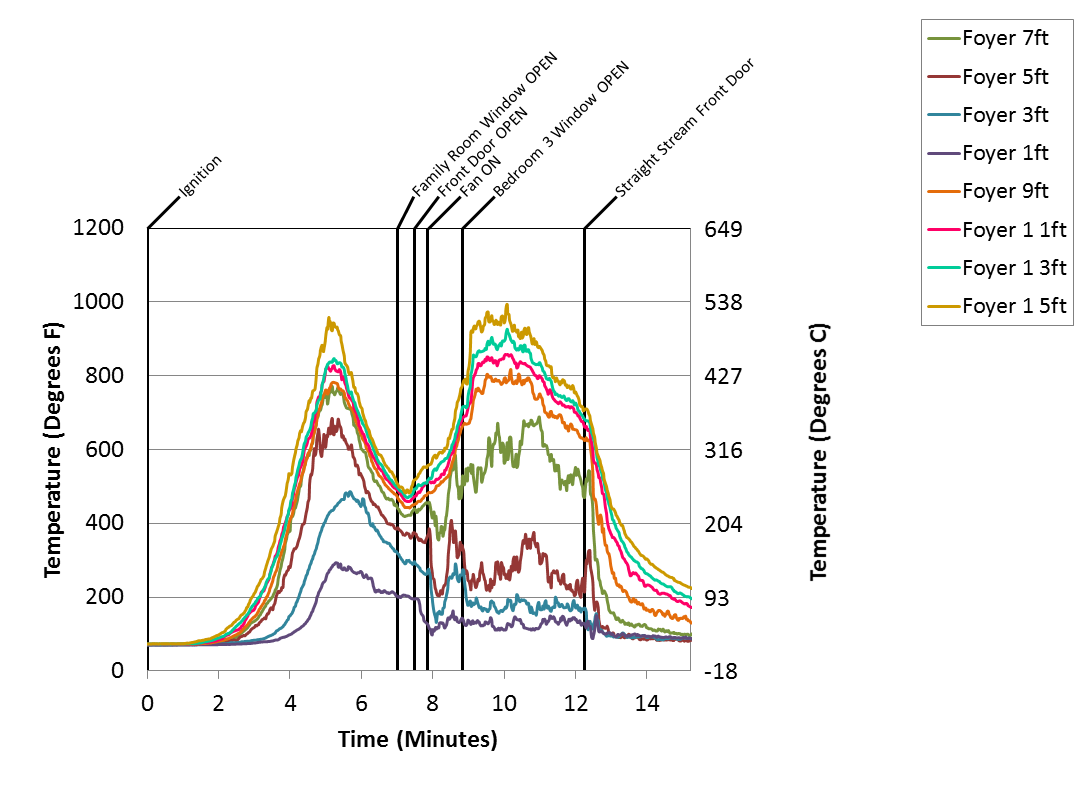 Foyer 7ft
Foyer 5ft
Foyer 3ft
Foyer 1ft
Foyer 9ft
Foyer 1 1ft
Foyer 1 3ft
Foyer 1 5ft
Ignition
Family Room Window OPEN
Front Door OPEN
Fan ON
Bedroom 3 Window OPEN
Straight Stream Front Door
Temperature (Degrees F)
1200
1000
800
600
400
200
0
649
538
427
316
204
93
-18
Temperature (Degrees C)
0 2 4 6 8 10 12 14
Time (Minutes)